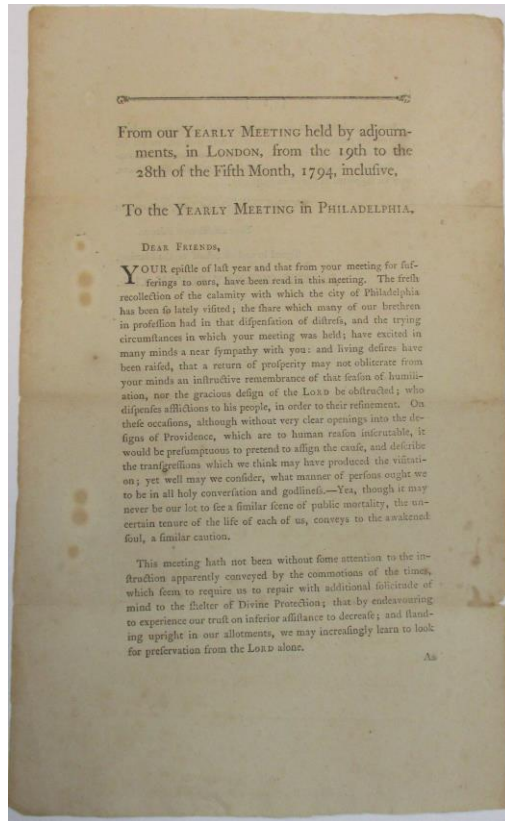 From our YEARLY MEETING held by adjourn-
ments, in LONDON, from the 19th to the
28th of the Fifth Month, 1794, incluſive,
To the YEARLY MEETING in PHILADELPHIA.
DEAR FRIENDS,
YOUR epiſtle of laſt year and that from your meeting for ſuf-
ferings to ours, have been read in this meeting. The freſh
recollection of the calamity with which the city of Philadelphia
has been ſo lately viſited; the ſhare which many of our brethren
in profeſſion had in that diſpenſation of diſtreſs, and the trying
circumſtances in which your meeting was held; have excited in
many minds a near ſympathy with you: and living deſires have
been raiſed, that a return of proſperity may not obliterate from
your minds an inſtructive remembrance of that ſeaſon of humili-
ation, nor the gracious deſign of the LORD be obſtructed; who
diſpenſes afflictions to his people, in order to their refinement. On
theſe occaſions, although without very clear openings into the de-
ſigns of Providence, which are to human reaſon inſcrutable, it
would be preſumptuous to pretend to aſſign the cauſe, and deſcribe
the tranſgreſſions which we think may have produced the viſitati-
on; yet well may we conſider, what manner of perſons ought we
to be in all holy converſation and godlineſs.—Yea, though it may
never be our lot to ſee a ſimilar ſcene of public mortality, the un-
certain tenure of the life of each of us, conveys to the awakened
ſoul, a ſimilar caution.
This meeting hath not been without ſome attention to the in-
ſtruction apparently conveyed by the commotions of the times,
which ſeem to require us to repair with additional ſolicitude of
mind to the ſhelter of Divine Protection; that by endeavouring
to experience our truſt on inferior aſſiſtance to decreaſe; and ſtand-
ing upright in our allotments, we may increaſingly learn to look
for preſervation from the LORD alone.
As